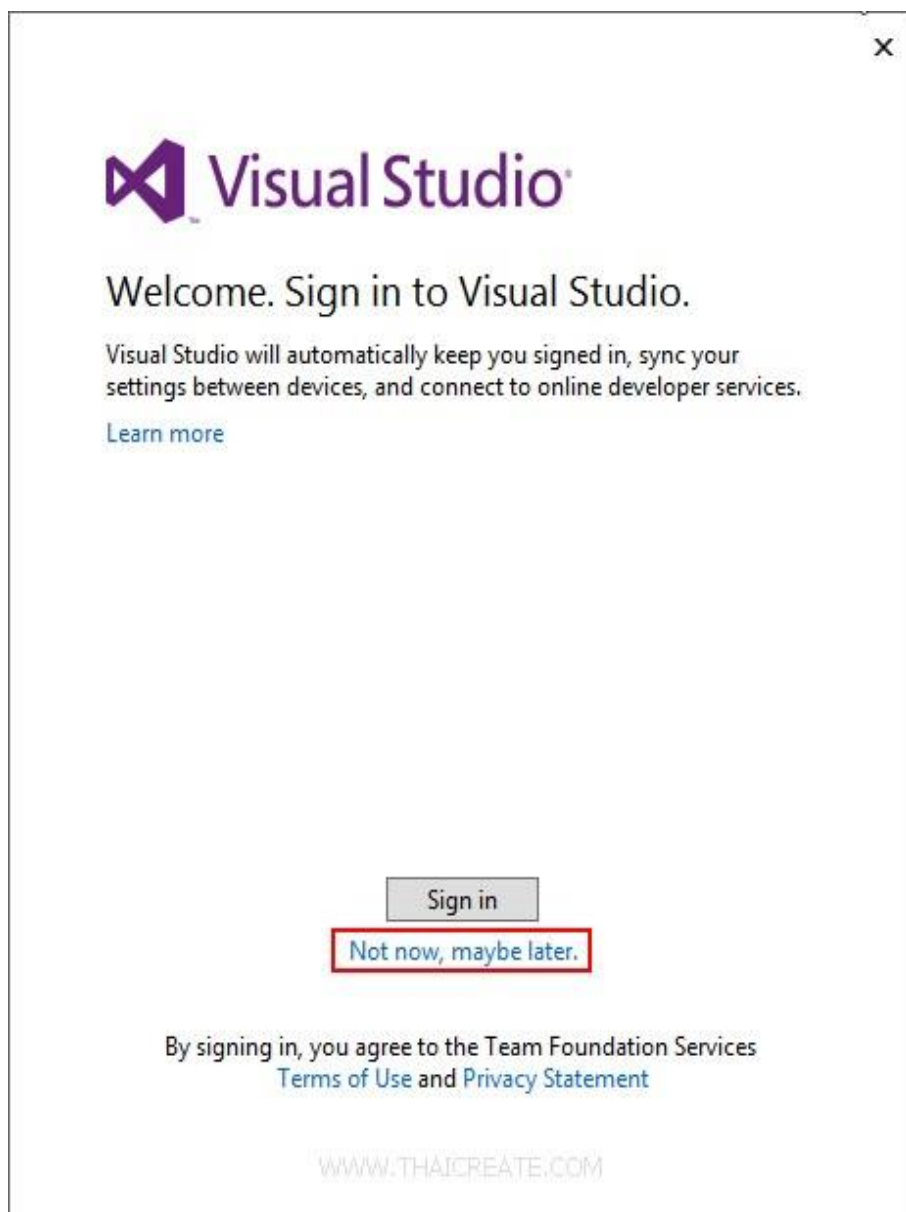 x
Visual Studio
Welcome. Sign in to Visual Studio.
Visual Studio will automatically keep you signed in, sync your
settings between devices, and connect to online developer services.
Learn more
Sign in
Not now, maybe later.
By signing in, you agree to the Team Foundation Services
Terms of Use and Privacy Statement
WWW.THAICREATE.COM